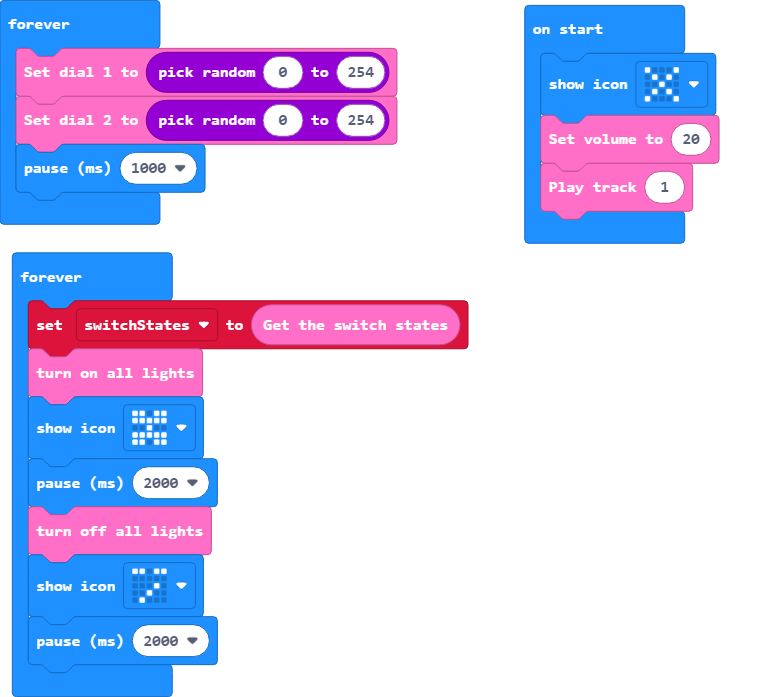 forever
Set dial 1 to pick random 0 to 254
Set dial 2 to pick random 0 to 254
pause (ms) 1000
on start
show icon
Set volume to 20
Play track 1
forever
set switchStates to Get the switch states
turn on all lights
show icon
pause (ms) 2000
turn off all lights
show icon
pause (ms) 2000